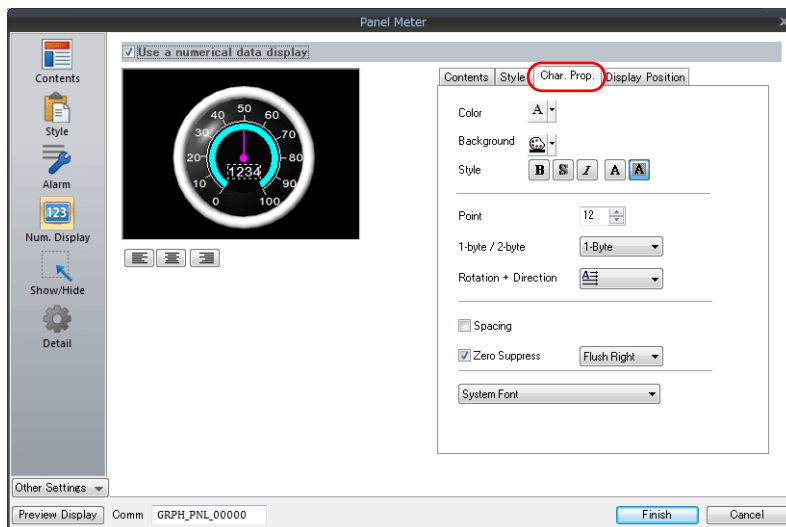 Panel Meter
x
Contents
Style
Alarm
123
Num. Display
Show/Hide
Detail
Other Settings
Use a numerical data display
0
10
20
30
40
50
60
70
80
90
100
1234
Contents Style Char. Prop. Display Position
Color A
Background
Style B S I A A
Point 12
1-byte / 2-byte 1-Byte
Rotation + Direction A
Spacing
Zero Suppress Flush Right
System Font
Preview Display Comm GRPH_PNL_00000 Finish Cancel